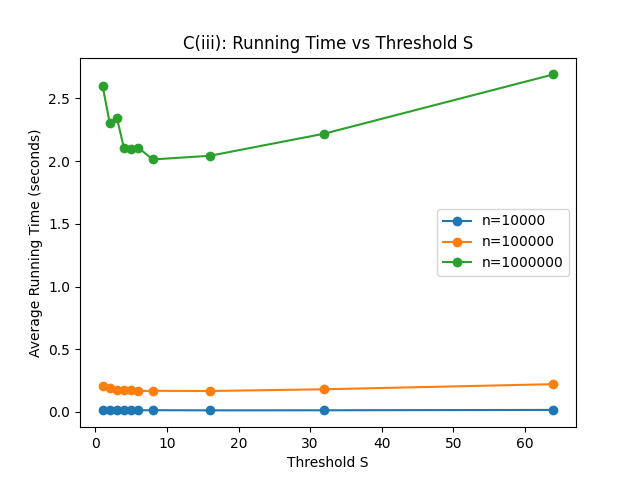 C(iii): Running Time vs Threshold S
Average Running Time (seconds)
2.5
2.0
1.5
1.0
0.5
0.0
n=10000
n=100000
n=1000000
0 10 20 30 40 50 60
Threshold S